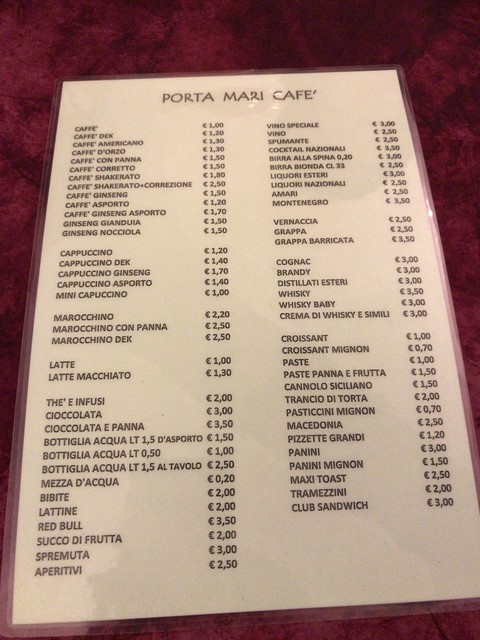 PORTA MARI CAFE'
CAFFE' € 1,00
CAFFE' DEK € 1,20
CAFFE' AMERICANO € 1,30
CAFFE' D'ORZO € 1,30
CAFFE' CON PANNA € 1,50
CAFFE' CORRETTO € 1,50
CAFFE' SHAKERATO € 1,80
CAFFE' SHAKERATO+CORREZIONE € 2,50
CAFFE' GINSENG € 1,50
CAFFE' ASPORTO € 1,20
CAFFE' GINSENG ASPORTO € 1,70
GINSENG GIANDUIA € 1,50
GINSENG NOCCIOLA € 1,50
CAPPUCCINO € 1,20
CAPPUCCINO DEK € 1,40
CAPPUCCINO GINSENG € 1,70
CAPPUCCINO ASPORTO € 1,40
MINI CAPUCCINO € 1,00
MAROCCHINO € 2,20
MAROCCHINO CON PANNA € 2,50
MAROCCHINO DEK € 2,50
LATTE € 1,00
LATTE MACCHIATO € 1,30
THE' E INFUSI € 2,00
CIOCCOLATA € 3,00
CIOCCOLATA E PANNA € 3,50
BOTTIGLIA ACQUA LT 1,5 D'ASPORTO € 1,50
BOTTIGLIA ACQUA LT 0,50 € 1,00
BOTTIGLIA ACQUA LT 1,5 AL TAVOLO € 2,50
MEZZA D'ACQUA € 0,20
BIBITE € 2,00
LATTINE € 2,00
RED BULL € 3,50
SUCCO DI FRUTTA € 2,00
SPREMUTA € 3,00
APERITIVI € 2,50
VINO SPECIALE € 3,00
VINO € 2,50
SPUMANTE € 2,50
COCKTAIL NAZIONALI € 3,50
BIRRA ALLA SPINA 0,20 € 3,00
BIRRA BIONDA CL 33 € 2,50
LIQUORI ESTERI € 3,00
LIQUORI NAZIONALI € 2,50
AMARI € 2,50
MONTENEGRO € 3,50
VERNACCIA € 2,50
GRAPPA € 2,50
GRAPPA BARRICATA € 3,50
COGNAC € 3,00
BRANDY € 3,00
DISTILLATI ESTERI € 3,00
WHISKY € 3,50
WHISKY BABY € 3,00
CREMA DI WHISKY E SIMILI € 3,00
CROISSANT € 1,00
CROISSANT MIGNON € 0,70
PASTE € 1,00
PASTE PANNA E FRUTTA € 1,50
CANNOLO SICILIANO € 1,50
TRANCIO DI TORTA € 2,00
PASTICCINI MIGNON € 0,70
MACEDONIA € 2,50
PIZZETTE GRANDI € 1,20
PANINI € 3,00
PANINI MIGNON € 1,50
MAXI TOAST € 2,50
TRAMEZZINI € 2,00
CLUB SANDWICH € 3,00